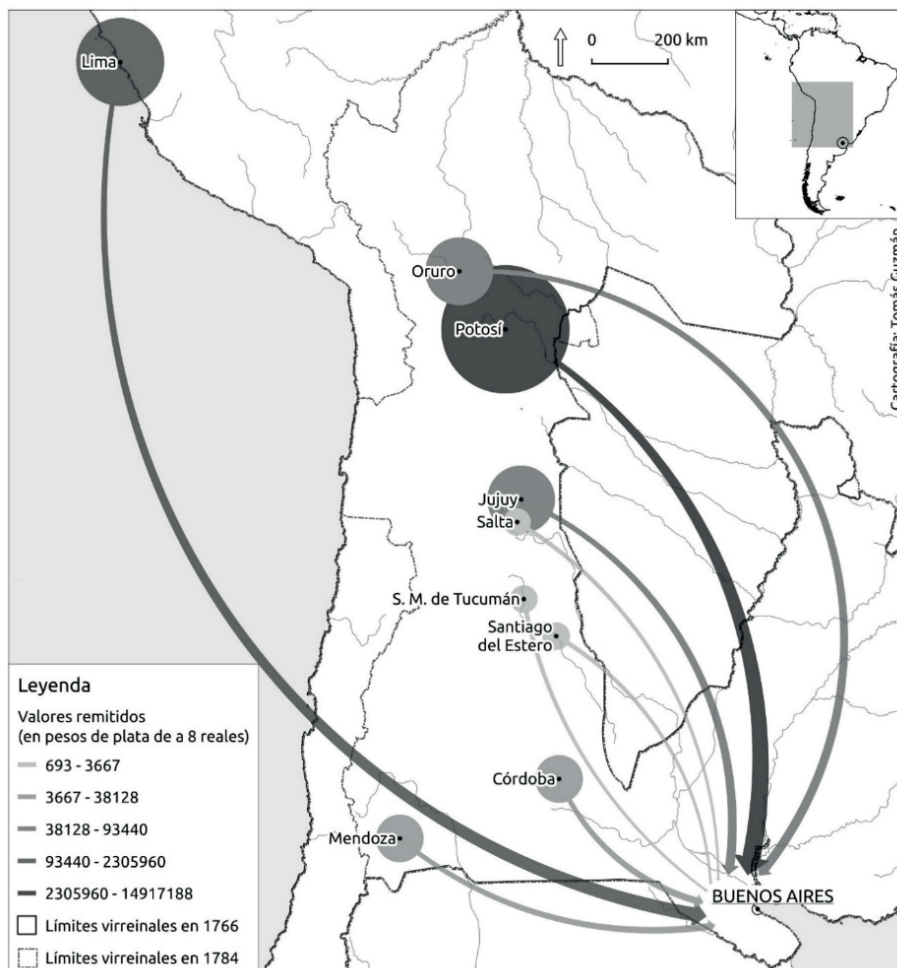 Lima
0 200 km
Cartografía: Tomás Guzmán
Oruro
Potosí
Jujuy
Salta
S. M. de Tucumán
Santiago
del Estero
Córdoba
Mendoza
BUENOS AIRES
Leyenda
Valores remitidos
(en pesos de plata de a 8 reales)
693 - 3667
3667 - 38128
38128 - 93440
93440 - 2305960
2305960 - 14917188
Límites virreinales en 1766
Límites virreinales en 1784